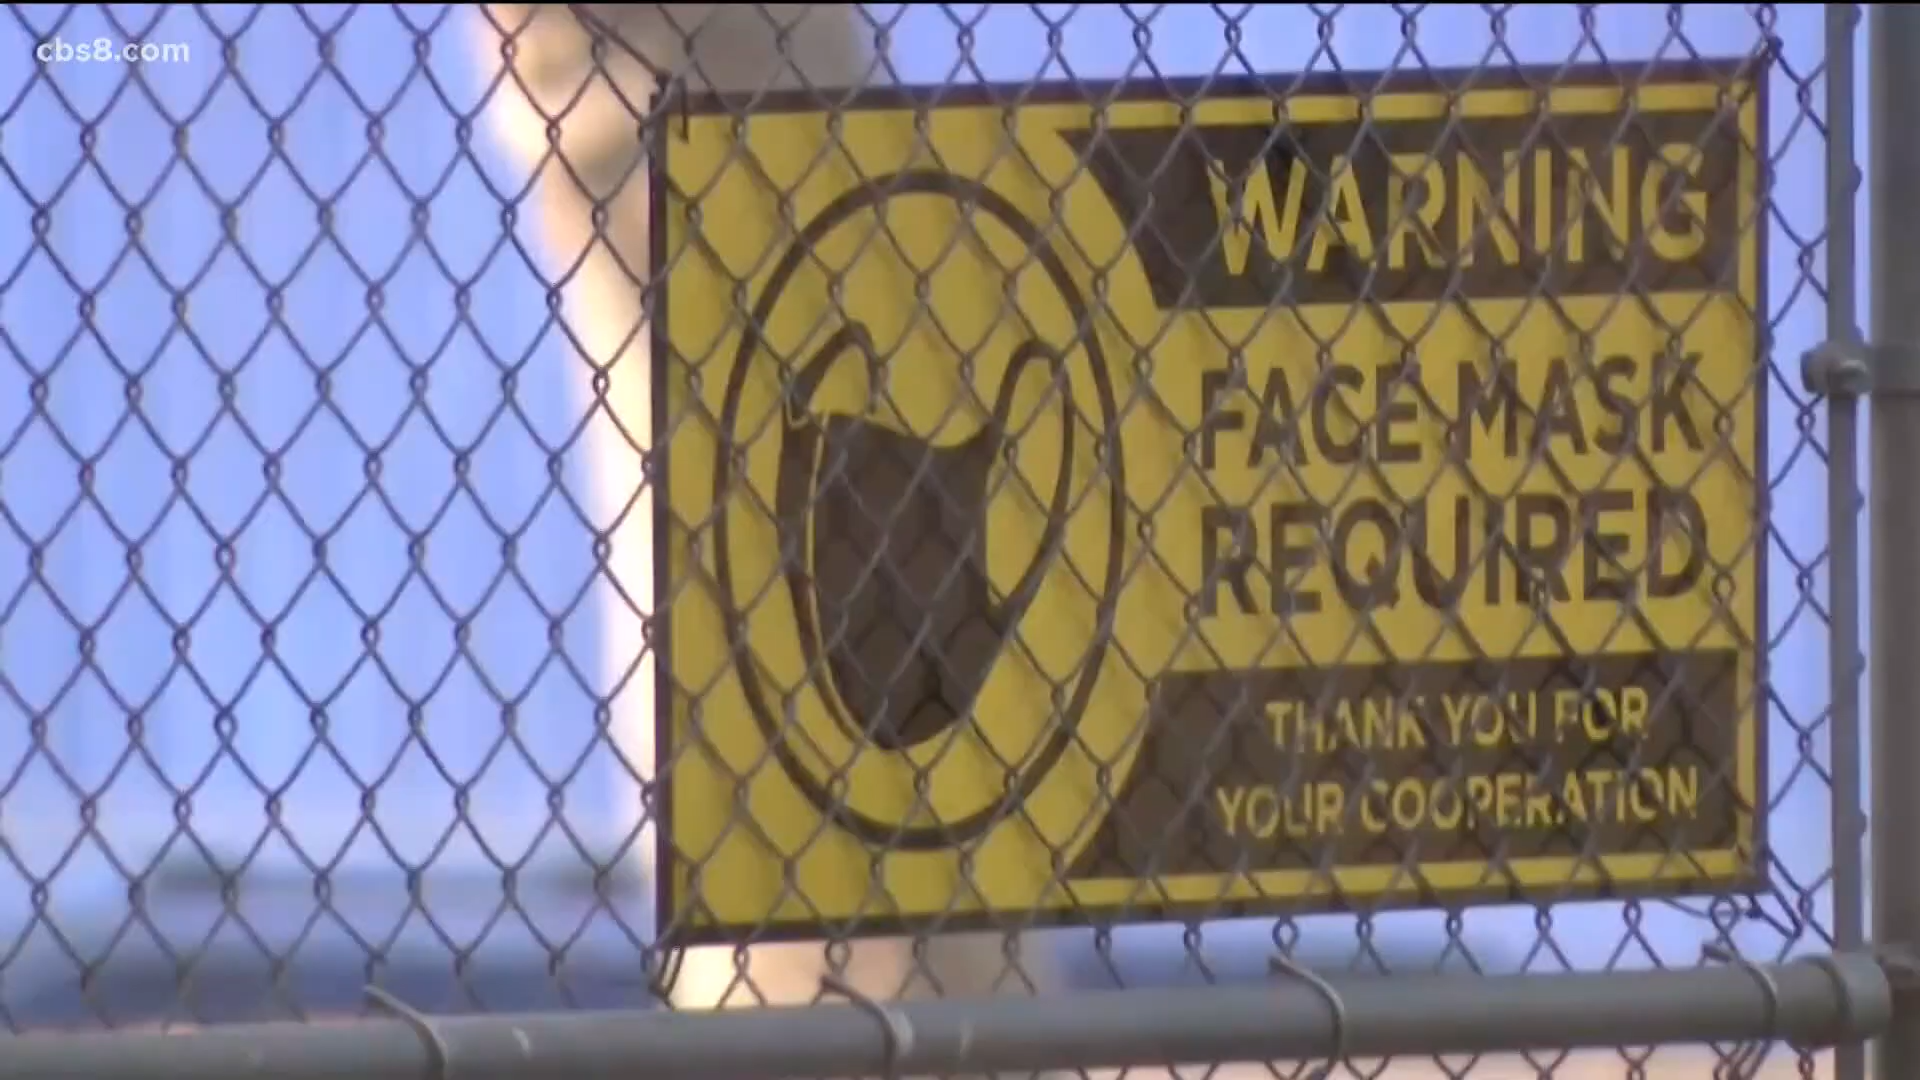 cbs8.com
WARNING
FACE MASK
REQUIRED
THANK YOU FOR
YOUR COOPERATION